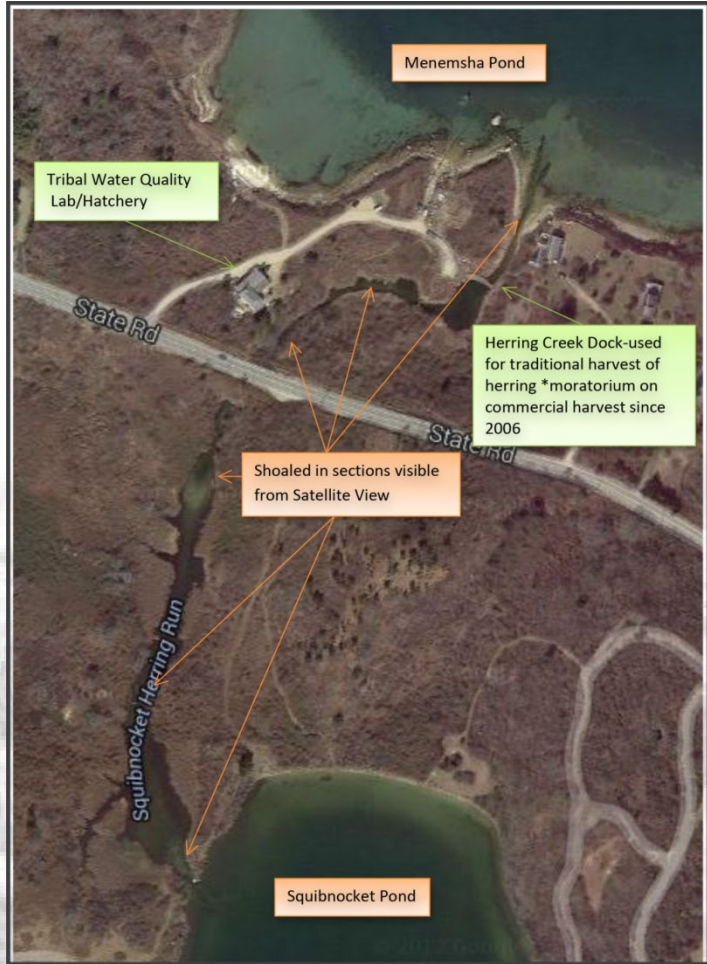 Menemsha Pond
Tribal Water Quality
Lab/Hatchery
State Rd
Herring Creek Dock-used
for traditional harvest of
herring *moratorium on
commercial harvest since
2006
State Rd
Shoaled in sections visible
from Satellite View
Squibnocket Herring Run
Squibnocket Pond